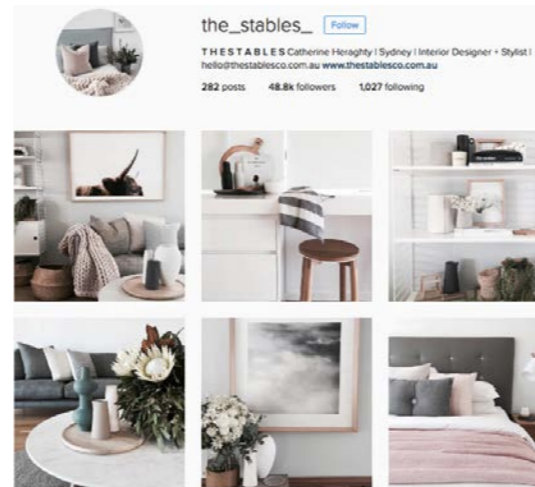 the_stables_ Follow
T H E S T A B L E S Catherine Heraghty | Sydney | Interior Designer + Stylist |
hello@thestablesco.com.au www.thestablesco.com.au
282 posts 48.8k followers 1,027 following